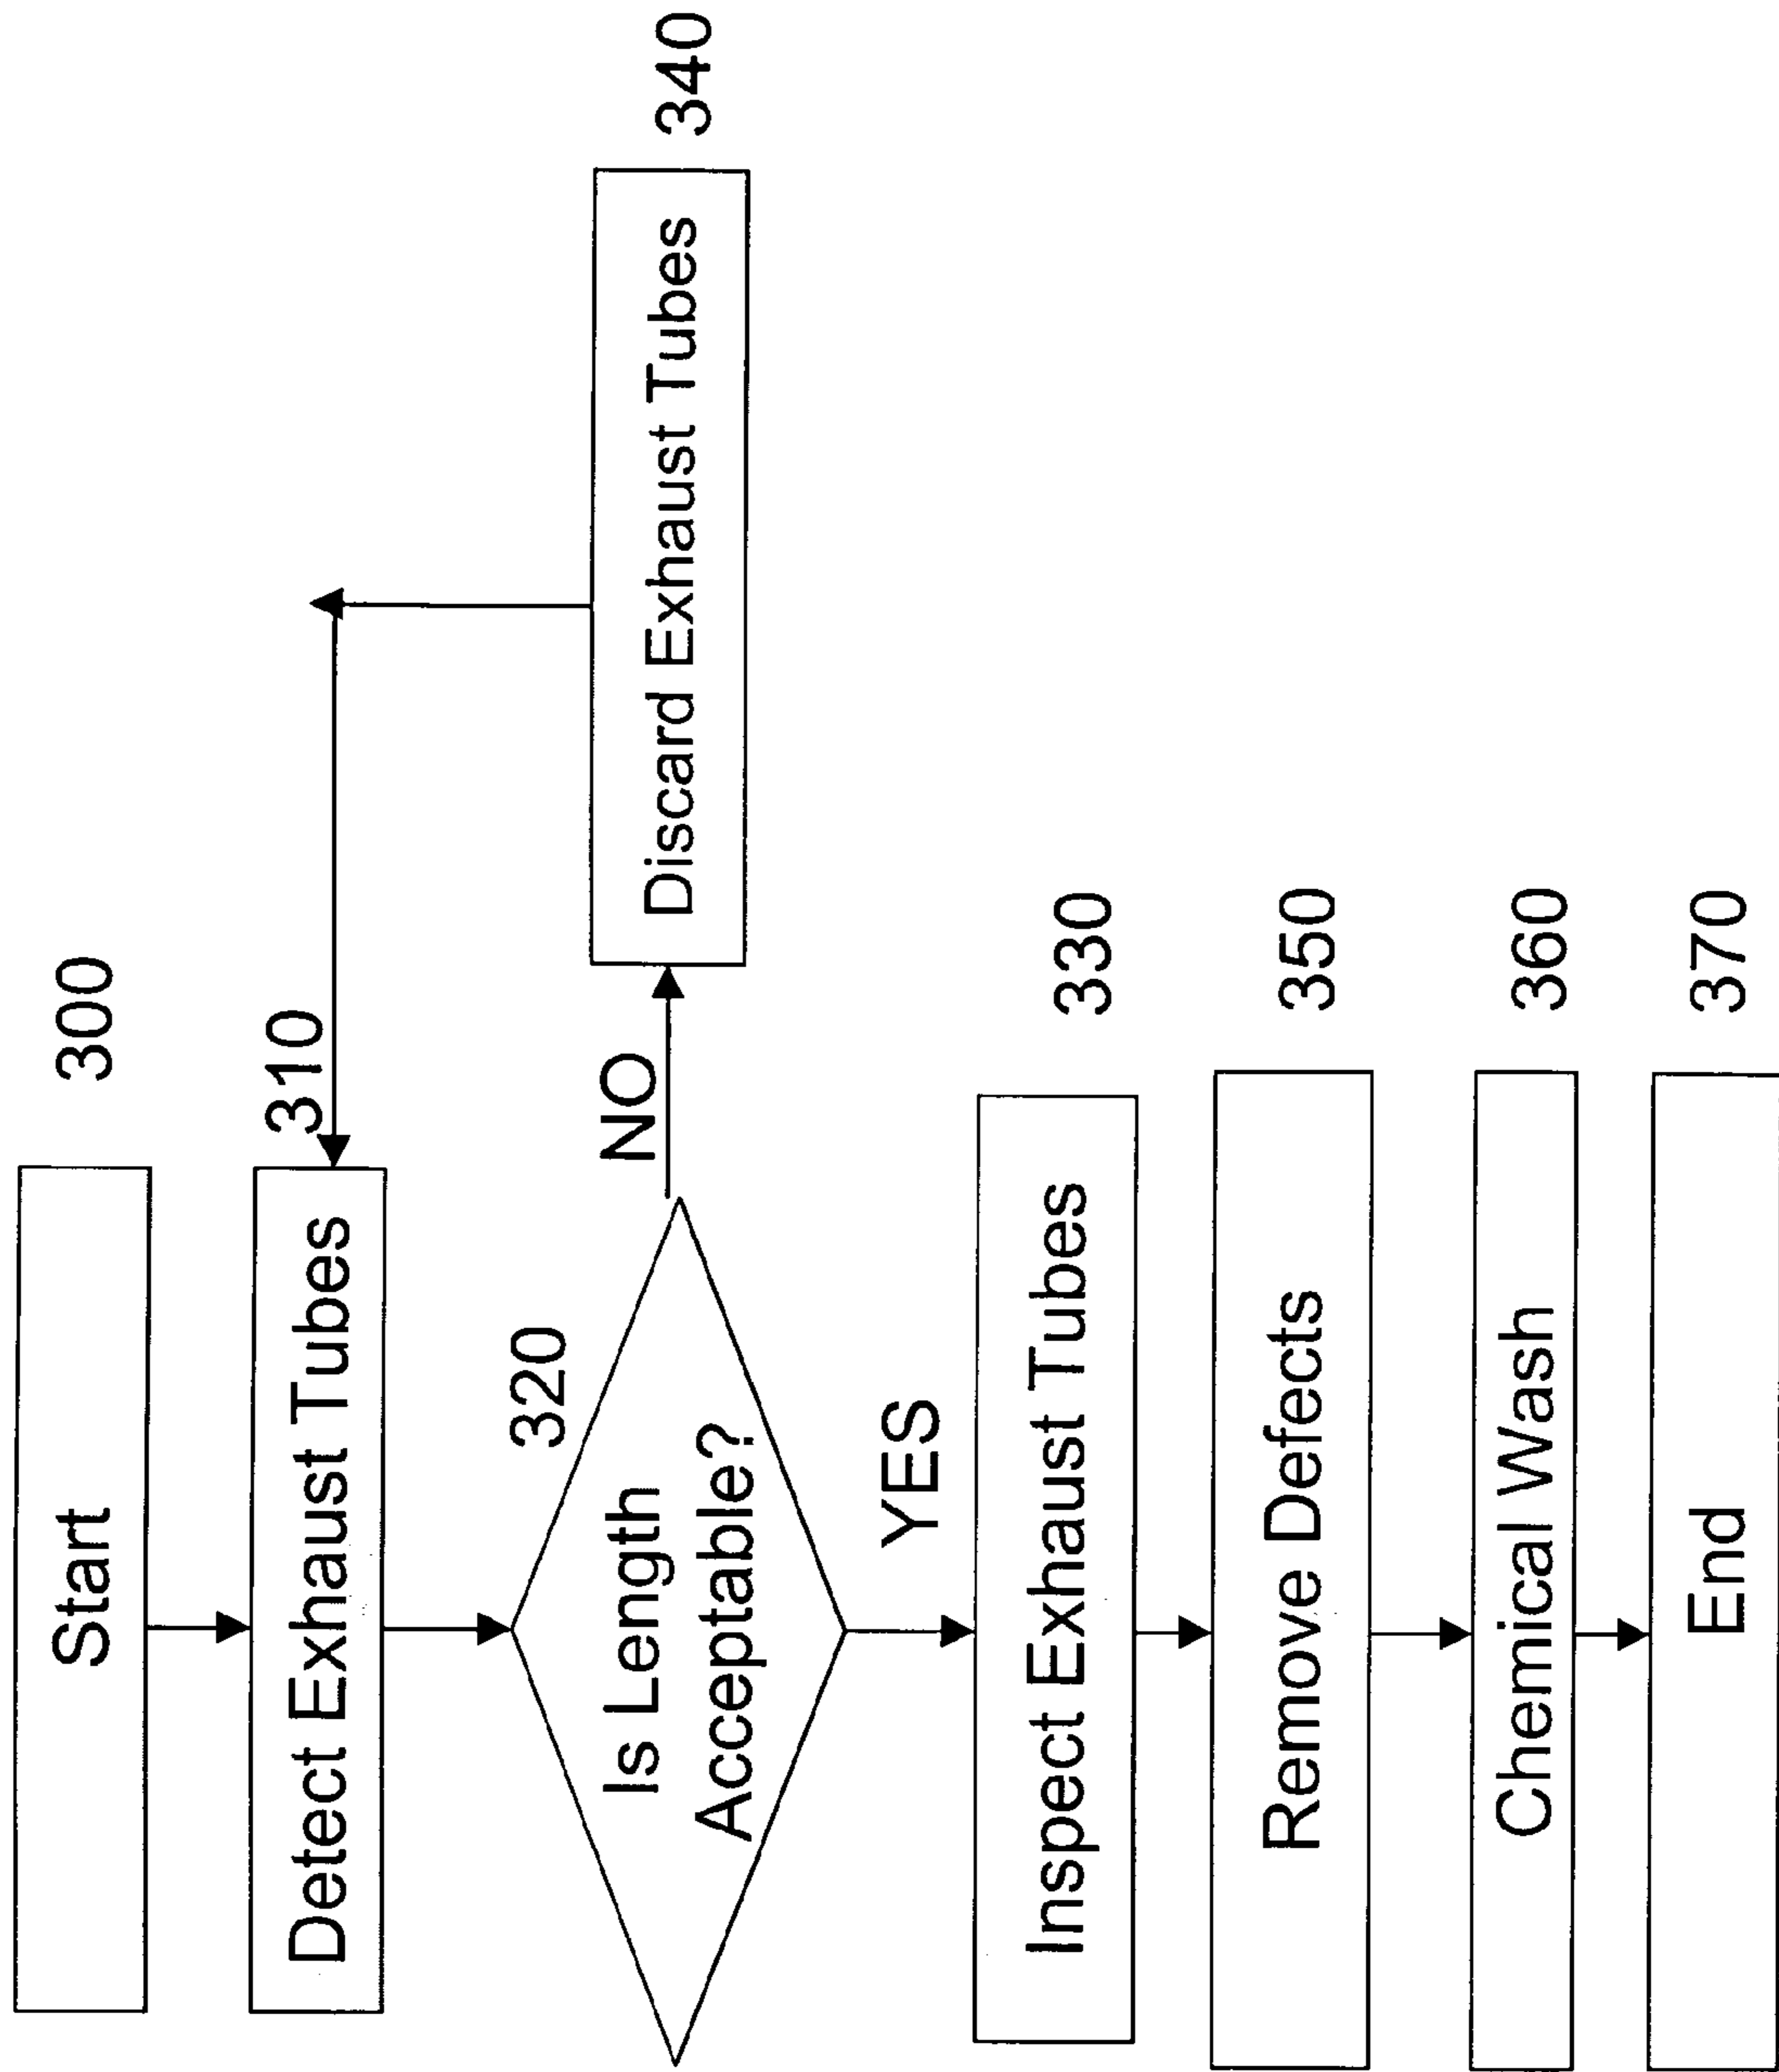 Start
300
Detect Exhaust Tubes
310
320
Is Length
Acceptable?
NO
Discard Exhaust Tubes
340
YES
Inspect Exhaust Tubes
330
Remove Defects
350
Chemical Wash
360
End
370